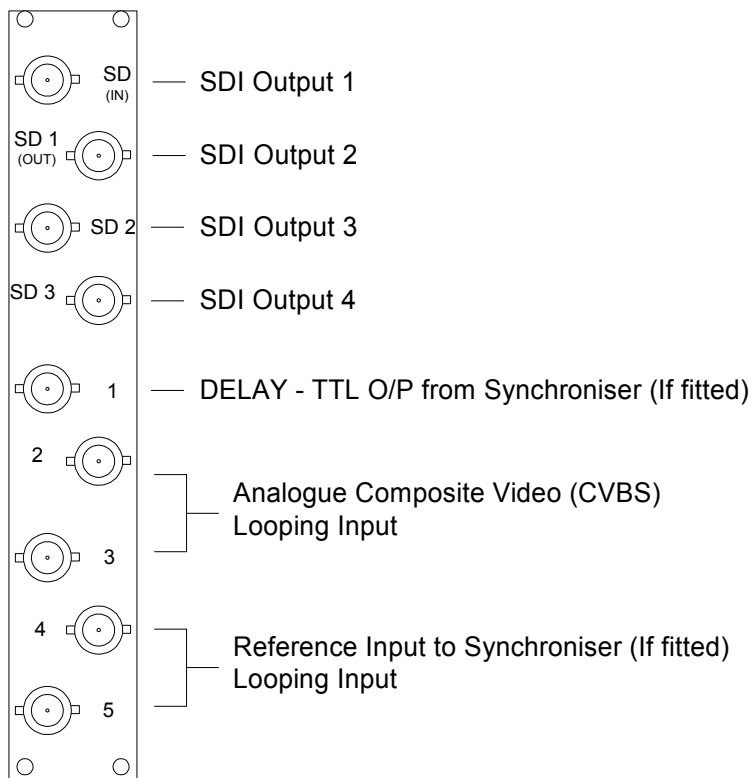 SD
(IN)
SDI Output 1
SD 1
(OUT)
SDI Output 2
SD 2
SDI Output 3
SD 3
SDI Output 4
1
DELAY - TTL O/P from Synchroniser (If fitted)
2
Analogue Composite Video (CVBS)
Looping Input
3
4
Reference Input to Synchroniser (If fitted)
Looping Input
5